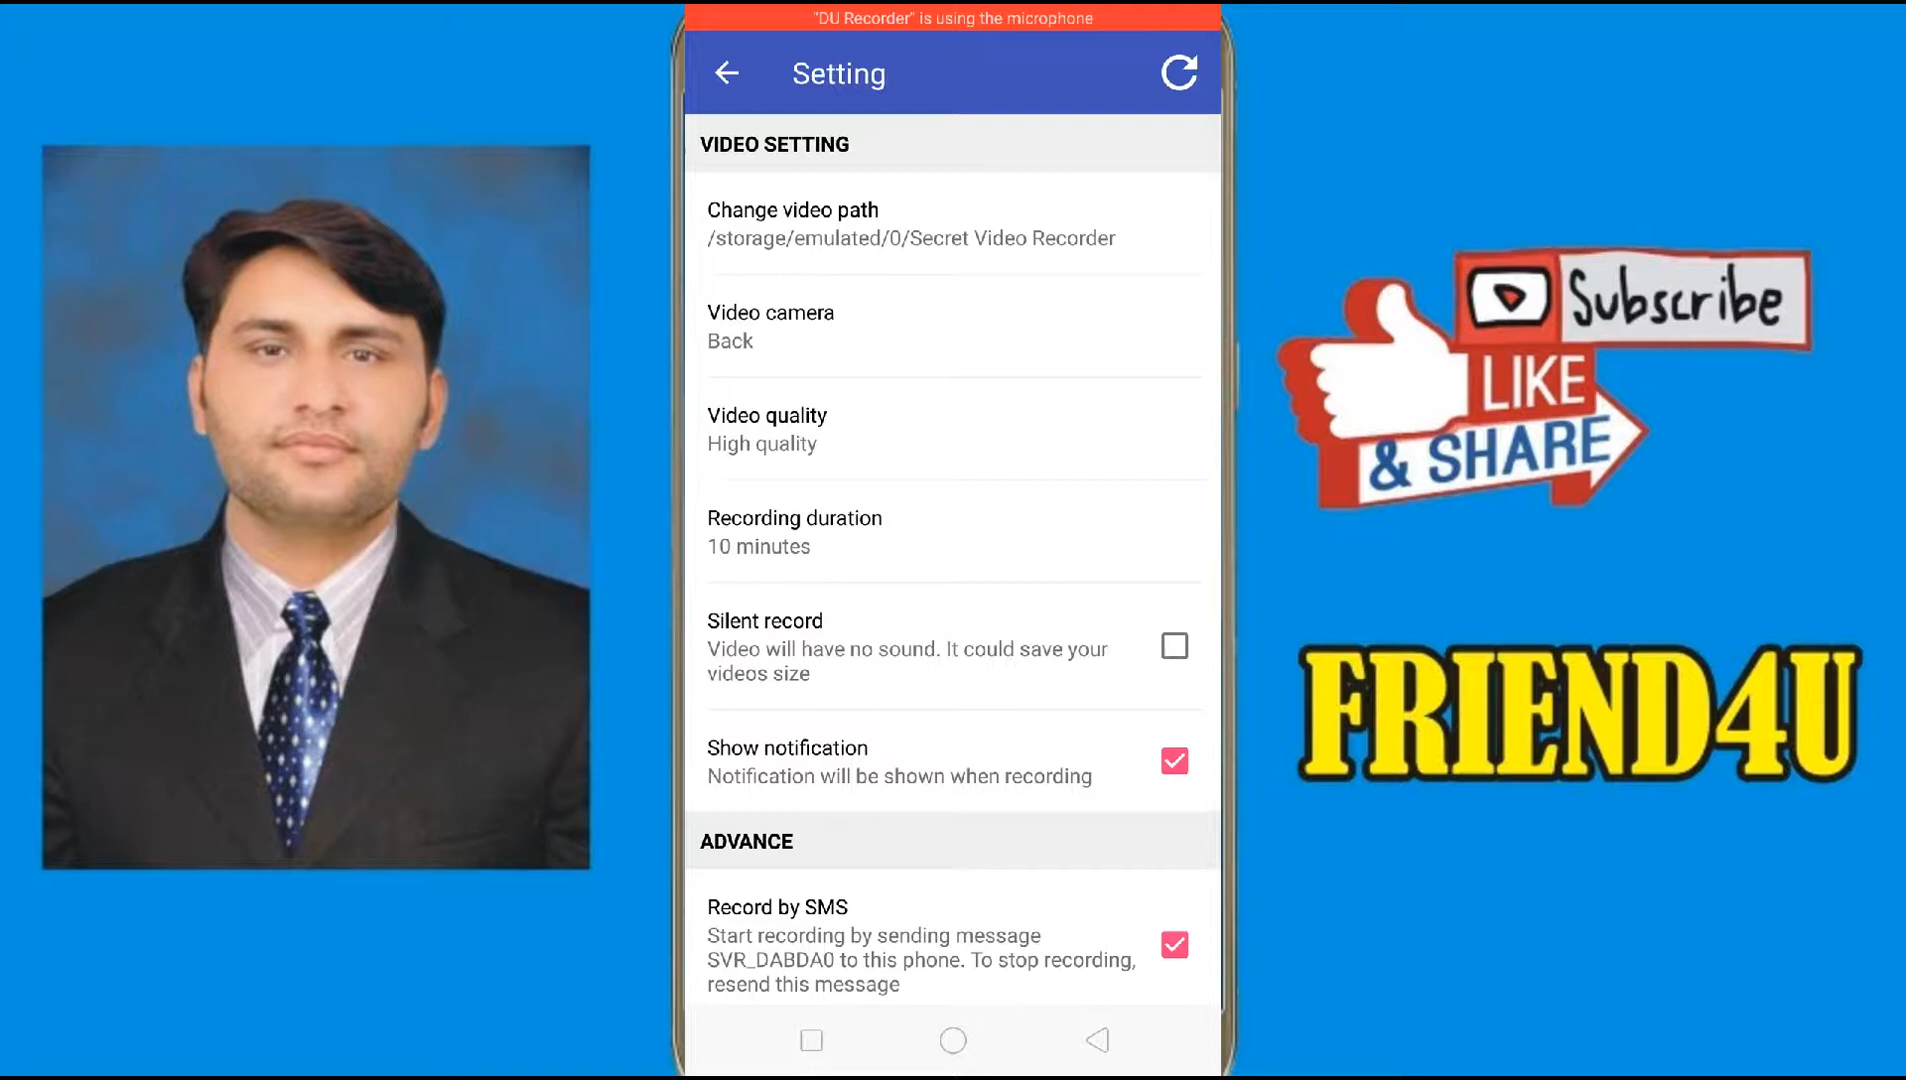 "DU Recorder" is using the microphone
Setting
VIDEO SETTING
Change video path
/storage/emulated/0/Secret Video Recorder
Video camera
Back
Video quality
High quality
Recording duration
10 minutes
Silent record
Video will have no sound. It could save your
videos size
Show notification
Notification will be shown when recording
ADVANCE
Record by SMS
Start recording by sending message
SVR_DABDA0 to this phone. To stop recording,
resend this message
Subscribe
LIKE
& SHARE
FRIEND4U